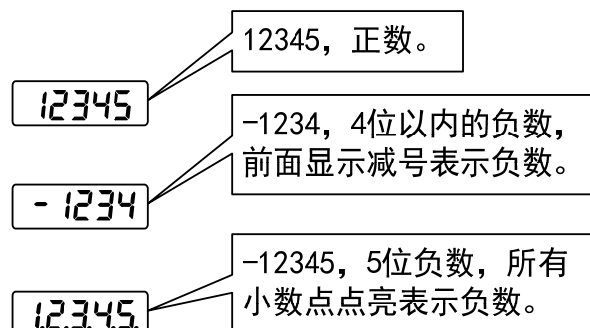 12345，正数。
12345
-1234，4位以内的负数，
前面显示减号表示负数。
-1234
-12345，5位负数，所有
小数点点亮表示负数。
1.2.3.4.5.